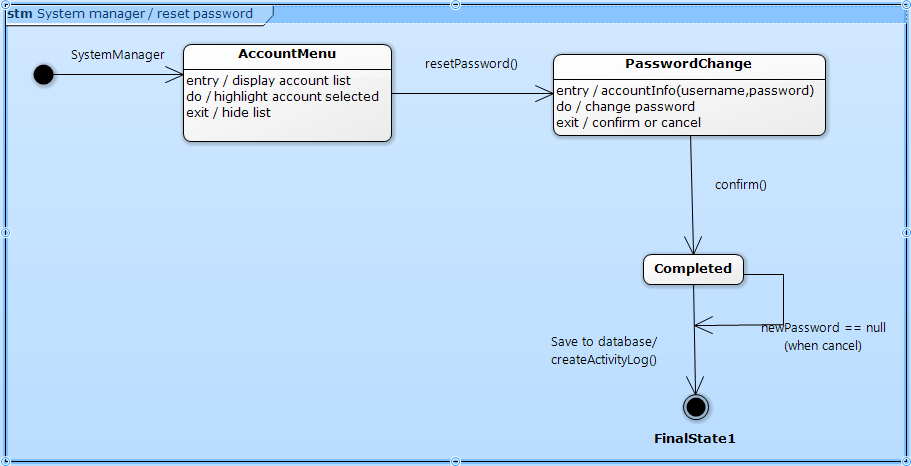 stm System manager / reset password
SystemManager
AccountMenu
entry / display account list
do / highlight account selected
exit / hide list
resetPassword()
PasswordChange
entry / accountInfo(username,password)
do / change password
exit / confirm or cancel
confirm()
Completed
newPassword == null
(when cancel)
Save to database/
createActivityLog()
FinalState1